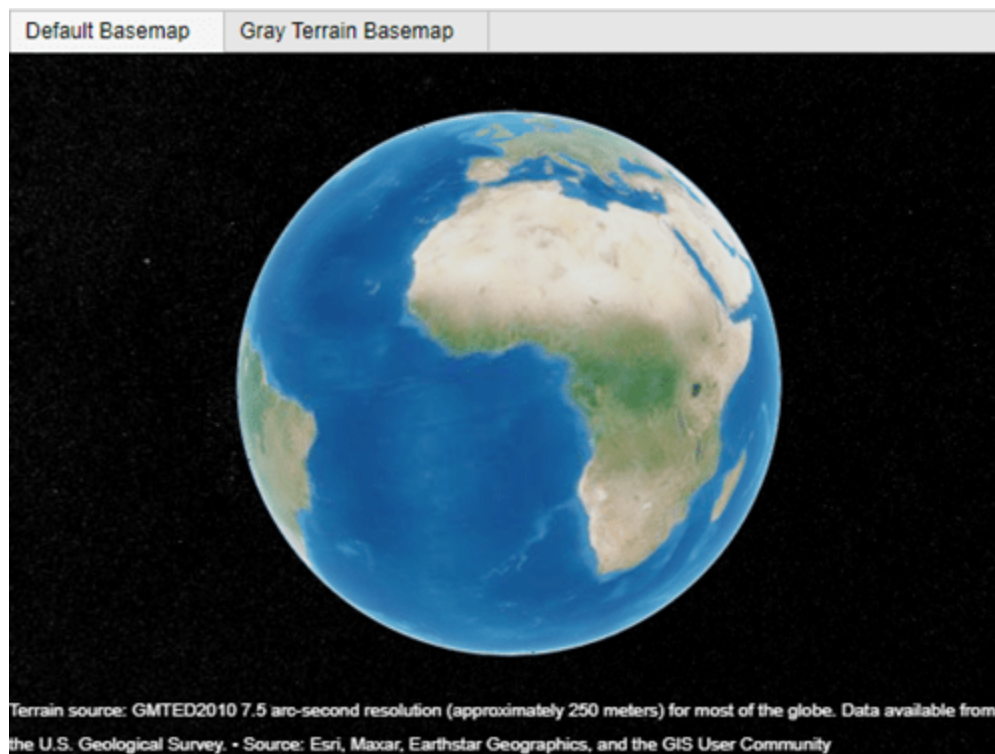 Default Basemap
Gray Terrain Basemap
Terrain source: GMTED2010 7.5 arc-second resolution (approximately 250 meters) for most of the globe. Data available from
the U.S. Geological Survey. • Source: Esri, Maxar, Earthstar Geographics, and the GIS User Community